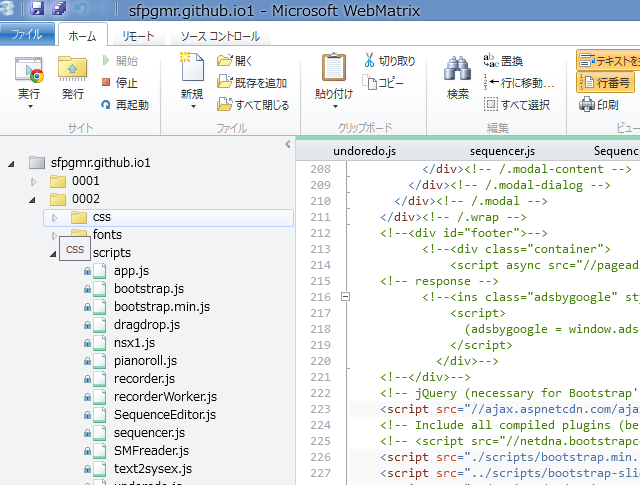 sfpgmr.github.io1 - Microsoft WebMatrix
ファイル ホーム リモート ソース コントロール
実行 発行 開始 停止 再起動 サイト
新規 開く 既存を追加 すべて閉じる ファイル
貼り付け 切り取り コピー クリップボード
検索 置換 行に移動... すべて選択 編集
テキストを 行番号 印刷 ビュー
sfpgmr.github.io1
0001
0002
css
fonts
css
scripts
app.js
bootstrap.js
bootstrap.min.js
dragdrop.js
nsx1.js
pianoroll.js
recorder.js
recorderWorker.js
SequenceEditor.js
sequencer.js
SMFreader.js
text2sysex.js
undoredo.js
undoredo.js sequencer.js Sequence
208 </div><!-- /.modal-content -->
209 </div><!-- /.modal-dialog -->
210 </div><!-- /.modal -->
211 </div><!-- /.wrap -->
212 <!--<div id="footer">-->
213 <!--<div class="container">
214 <script async src="//pagead
215 <!-- response -->
216 <!--<ins class="adsbygoogle" sty
217 <script>
218 (adsbygoogle = window.ads
219 </script>
220 </div>-->
221 <!--</div>-->
222 <!-- jQuery (necessary for Bootstrap'
223 <script src="//ajax.aspnetcdn.com/aja
224 <!-- Include all compiled plugins (be
225 <!-- <script src="//netdna.bootstrapc
226 <script src="./scripts/bootstrap.min.
227 <script src="../scripts/bootstrap-sli